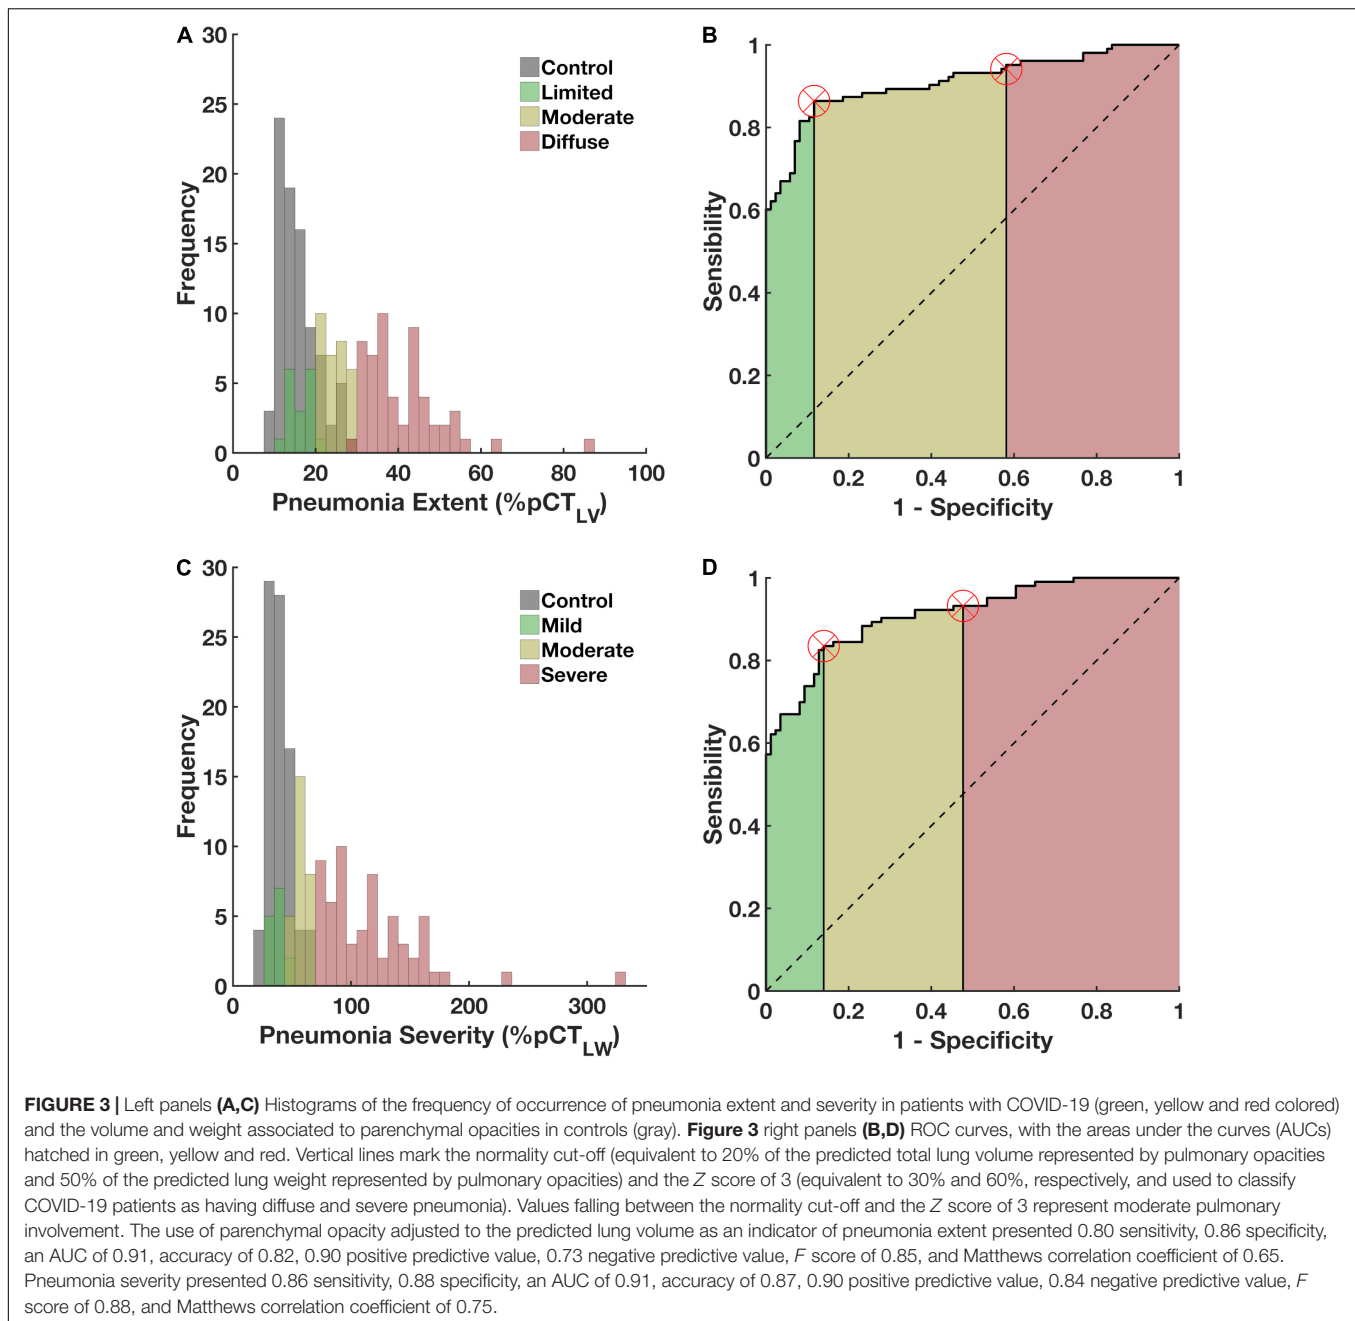 A
30
25
20
15
10
5
0
Frequency
Control
Limited
Moderate
Diffuse
0 20 40 60 80 100
Pneumonia Extent (%pCT_LV)
B
1
0.8
0.6
0.4
0.2
0
Sensibility
0 0.2 0.4 0.6 0.8 1
1 - Specificity
C
30
25
20
15
10
5
0
Frequency
Control
Mild
Moderate
Severe
0 100 200 300
Pneumonia Severity (%pCT_LW)
D
1
0.8
0.6
0.4
0.2
0
Sensibility
0 0.2 0.4 0.6 0.8 1
1 - Specificity
FIGURE 3 | Left panels (A,C) Histograms of the frequency of occurrence of pneumonia extent and severity in patients with COVID-19 (green, yellow and red colored)
and the volume and weight associated to parenchymal opacities in controls (gray). Figure 3 right panels (B,D) ROC curves, with the areas under the curves (AUCs)
hatched in green, yellow and red. Vertical lines mark the normality cut-off (equivalent to 20% of the predicted total lung volume represented by pulmonary opacities
and 50% of the predicted lung weight represented by pulmonary opacities) and the Z score of 3 (equivalent to 30% and 60%, respectively, and used to classify
COVID-19 patients as having diffuse and severe pneumonia). Values falling between the normality cut-off and the Z score of 3 represent moderate pulmonary
involvement. The use of parenchymal opacity adjusted to the predicted lung volume as an indicator of pneumonia extent presented 0.80 sensitivity, 0.86 specificity,
an AUC of 0.91, accuracy of 0.82, 0.90 positive predictive value, 0.73 negative predictive value, F score of 0.85, and Matthews correlation coefficient of 0.65.
Pneumonia severity presented 0.86 sensitivity, 0.88 specificity, an AUC of 0.91, accuracy of 0.87, 0.90 positive predictive value, 0.84 negative predictive value, F
score of 0.88, and Matthews correlation coefficient of 0.75.